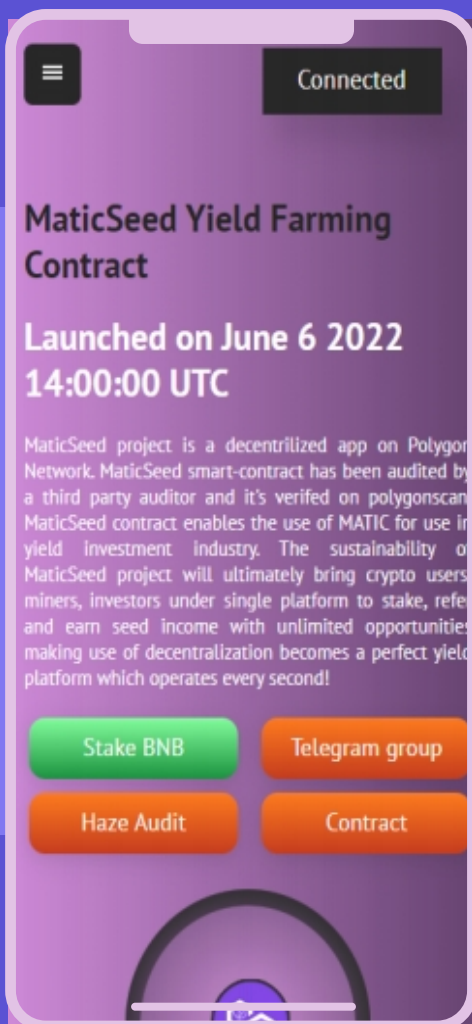 Connected
MaticSeed Yield Farming
Contract
Launched on June 6 2022
14:00:00 UTC
MaticSeed project is a decentrilized app on Polygon
Network. MaticSeed smart-contract has been audited by
a third party auditor and it's verifed on polygonscan
MaticSeed contract enables the use of MATIC for use in
yield investment industry. The sustainability of
MaticSeed project will ultimately bring crypto users,
miners, investors under single platform to stake, refer
and earn seed income with unlimited opportunities
making use of decentralization becomes a perfect yield
platform which operates every second!
Stake BNB
Telegram group
Haze Audit
Contract